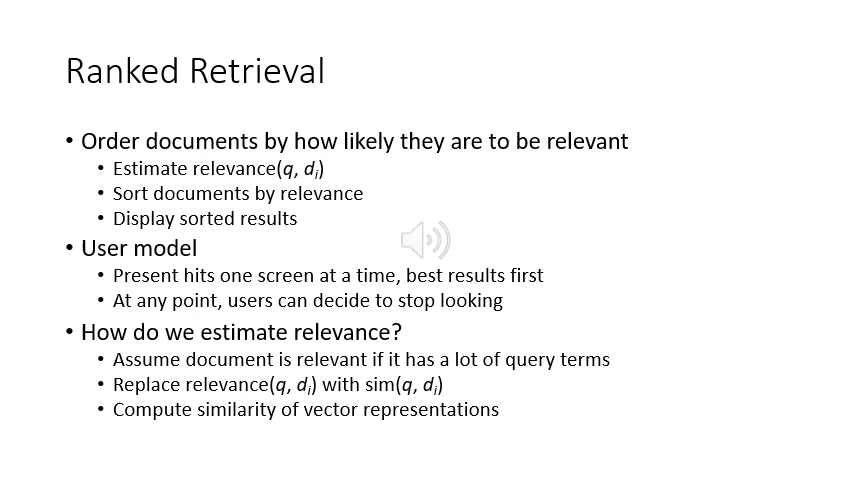 Ranked Retrieval
• Order documents by how likely they are to be relevant
• Estimate relevance(q, dᵢ)
• Sort documents by relevance
• Display sorted results
• User model
• Present hits one screen at a time, best results first
• At any point, users can decide to stop looking
• How do we estimate relevance?
• Assume document is relevant if it has a lot of query terms
• Replace relevance(q, dᵢ) with sim(q, dᵢ)
• Compute similarity of vector representations